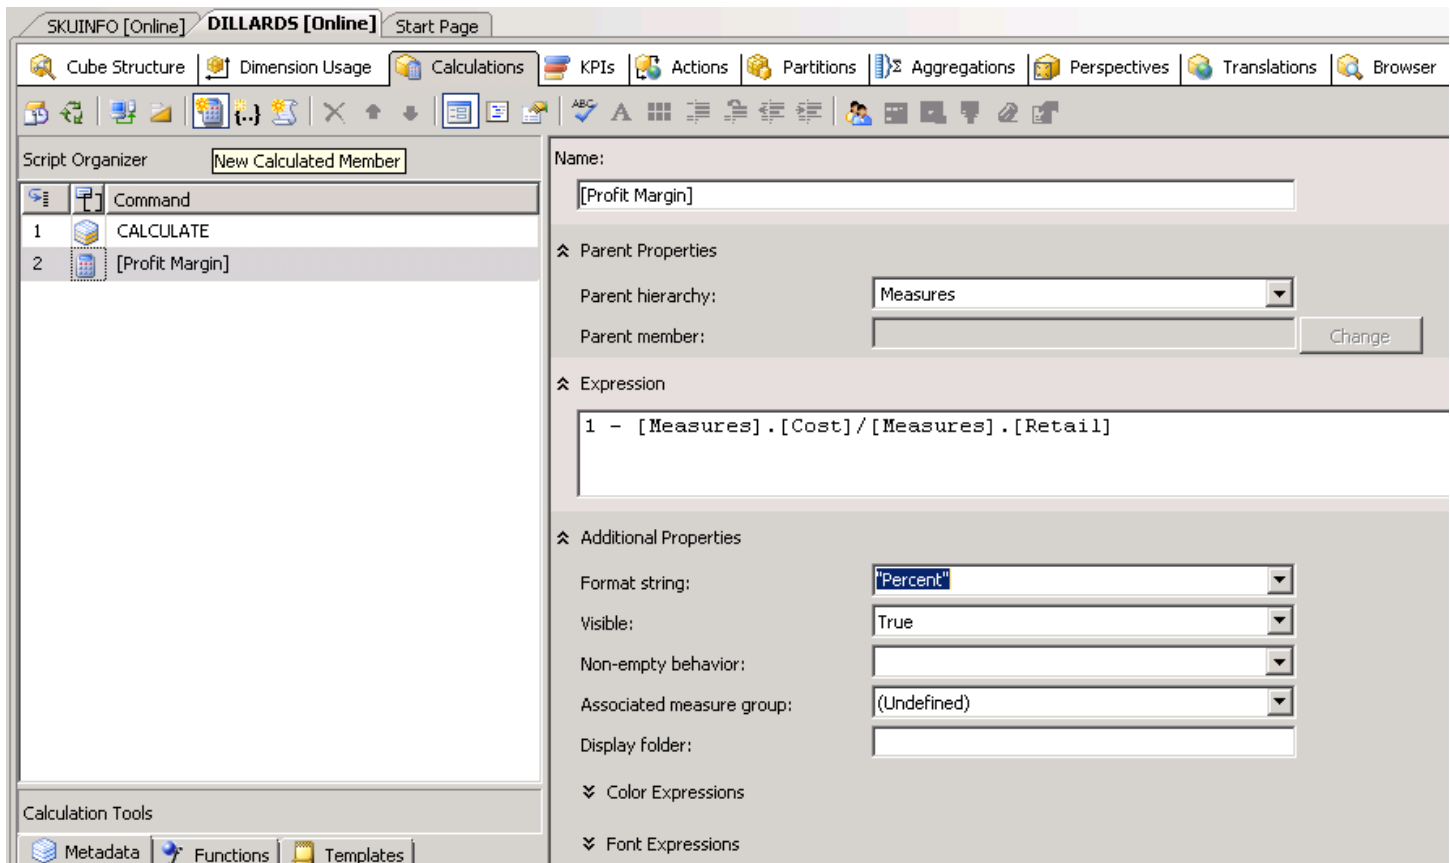 SKUINFO [Online] DILLARDS [Online] Start Page
Cube Structure Dimension Usage Calculations KPIs Actions Partitions Aggregations Perspectives Translations Browser
Script Organizer
New Calculated Member
Command
1 CALCULATE
2 [Profit Margin]
Calculation Tools
Metadata Functions Templates
Name:
[Profit Margin]
Parent Properties
Parent hierarchy: Measures
Parent member: Change
Expression
1 - [Measures].[Cost]/[Measures].[Retail]
Additional Properties
Format string: "Percent"
Visible: True
Non-empty behavior:
Associated measure group: (Undefined)
Display folder:
Color Expressions
Font Expressions